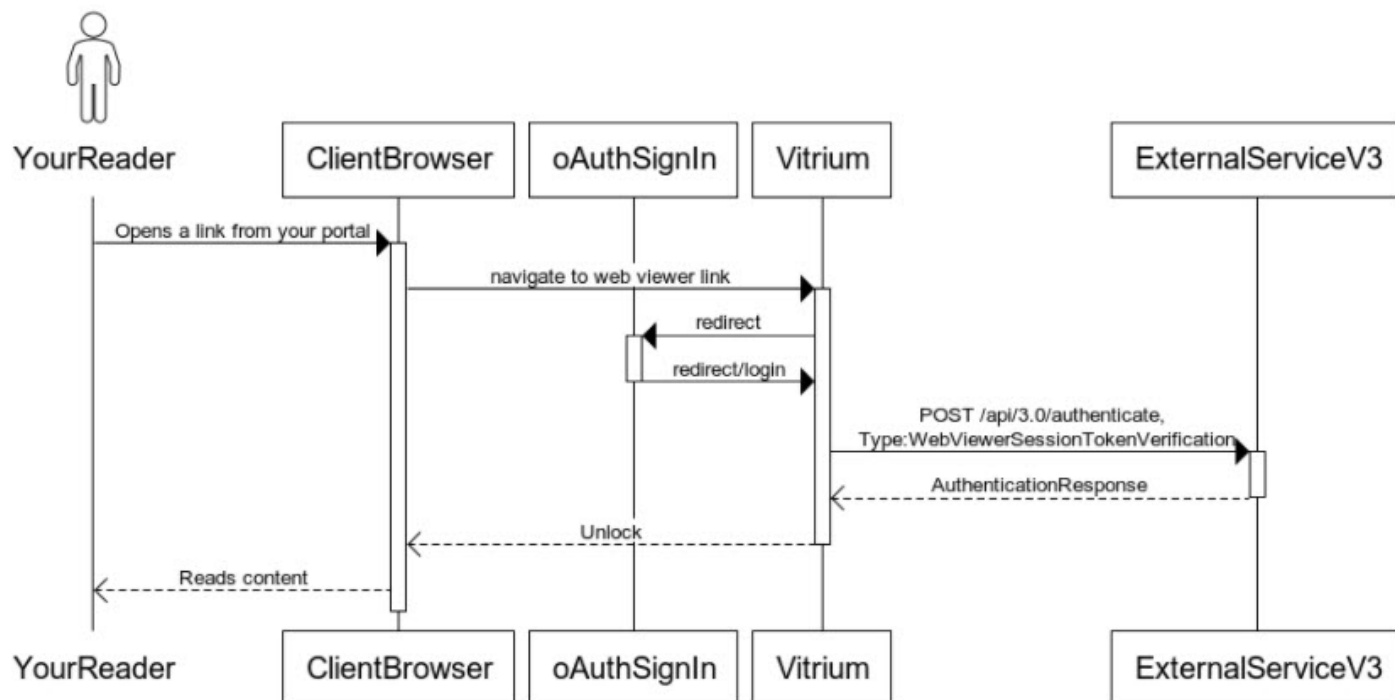 YourReader
ClientBrowser
oAuthSignIn
Vitrium
ExternalServiceV3
Opens a link from your portal
navigate to web viewer link
redirect
redirect/login
POST /api/3.0/authenticate,
Type:WebViewerSessionTokenVerification
AuthenticationResponse
Unlock
Reads content
YourReader
ClientBrowser
oAuthSignIn
Vitrium
ExternalServiceV3